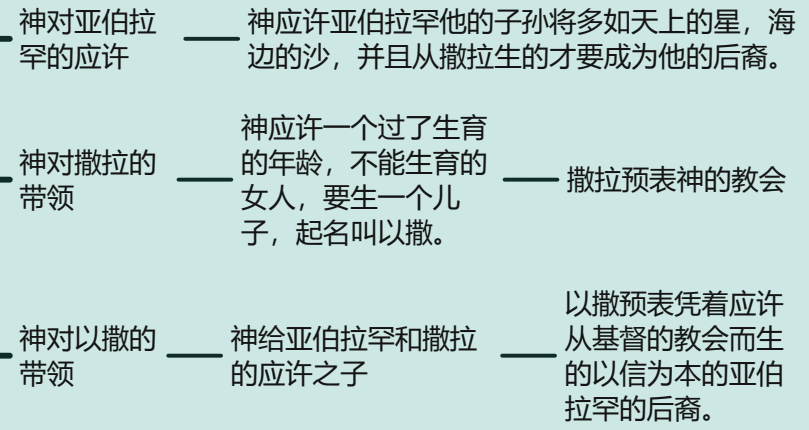 神对亚伯拉
罕的应许
神应许亚伯拉罕他的子孙将多如天上的星，海
边的沙，并且从撒拉生的才要成为他的后裔。
神对撒拉的
带领
神应许一个过了生育
的年龄，不能生育的
女人，要生一个儿
子，起名叫以撒。
撒拉预表神的教会
神对以撒的
带领
神给亚伯拉罕和撒拉
的应许之子
以撒预表凭着应许
从基督的教会而生
的以信为本的亚伯
拉罕的后裔。